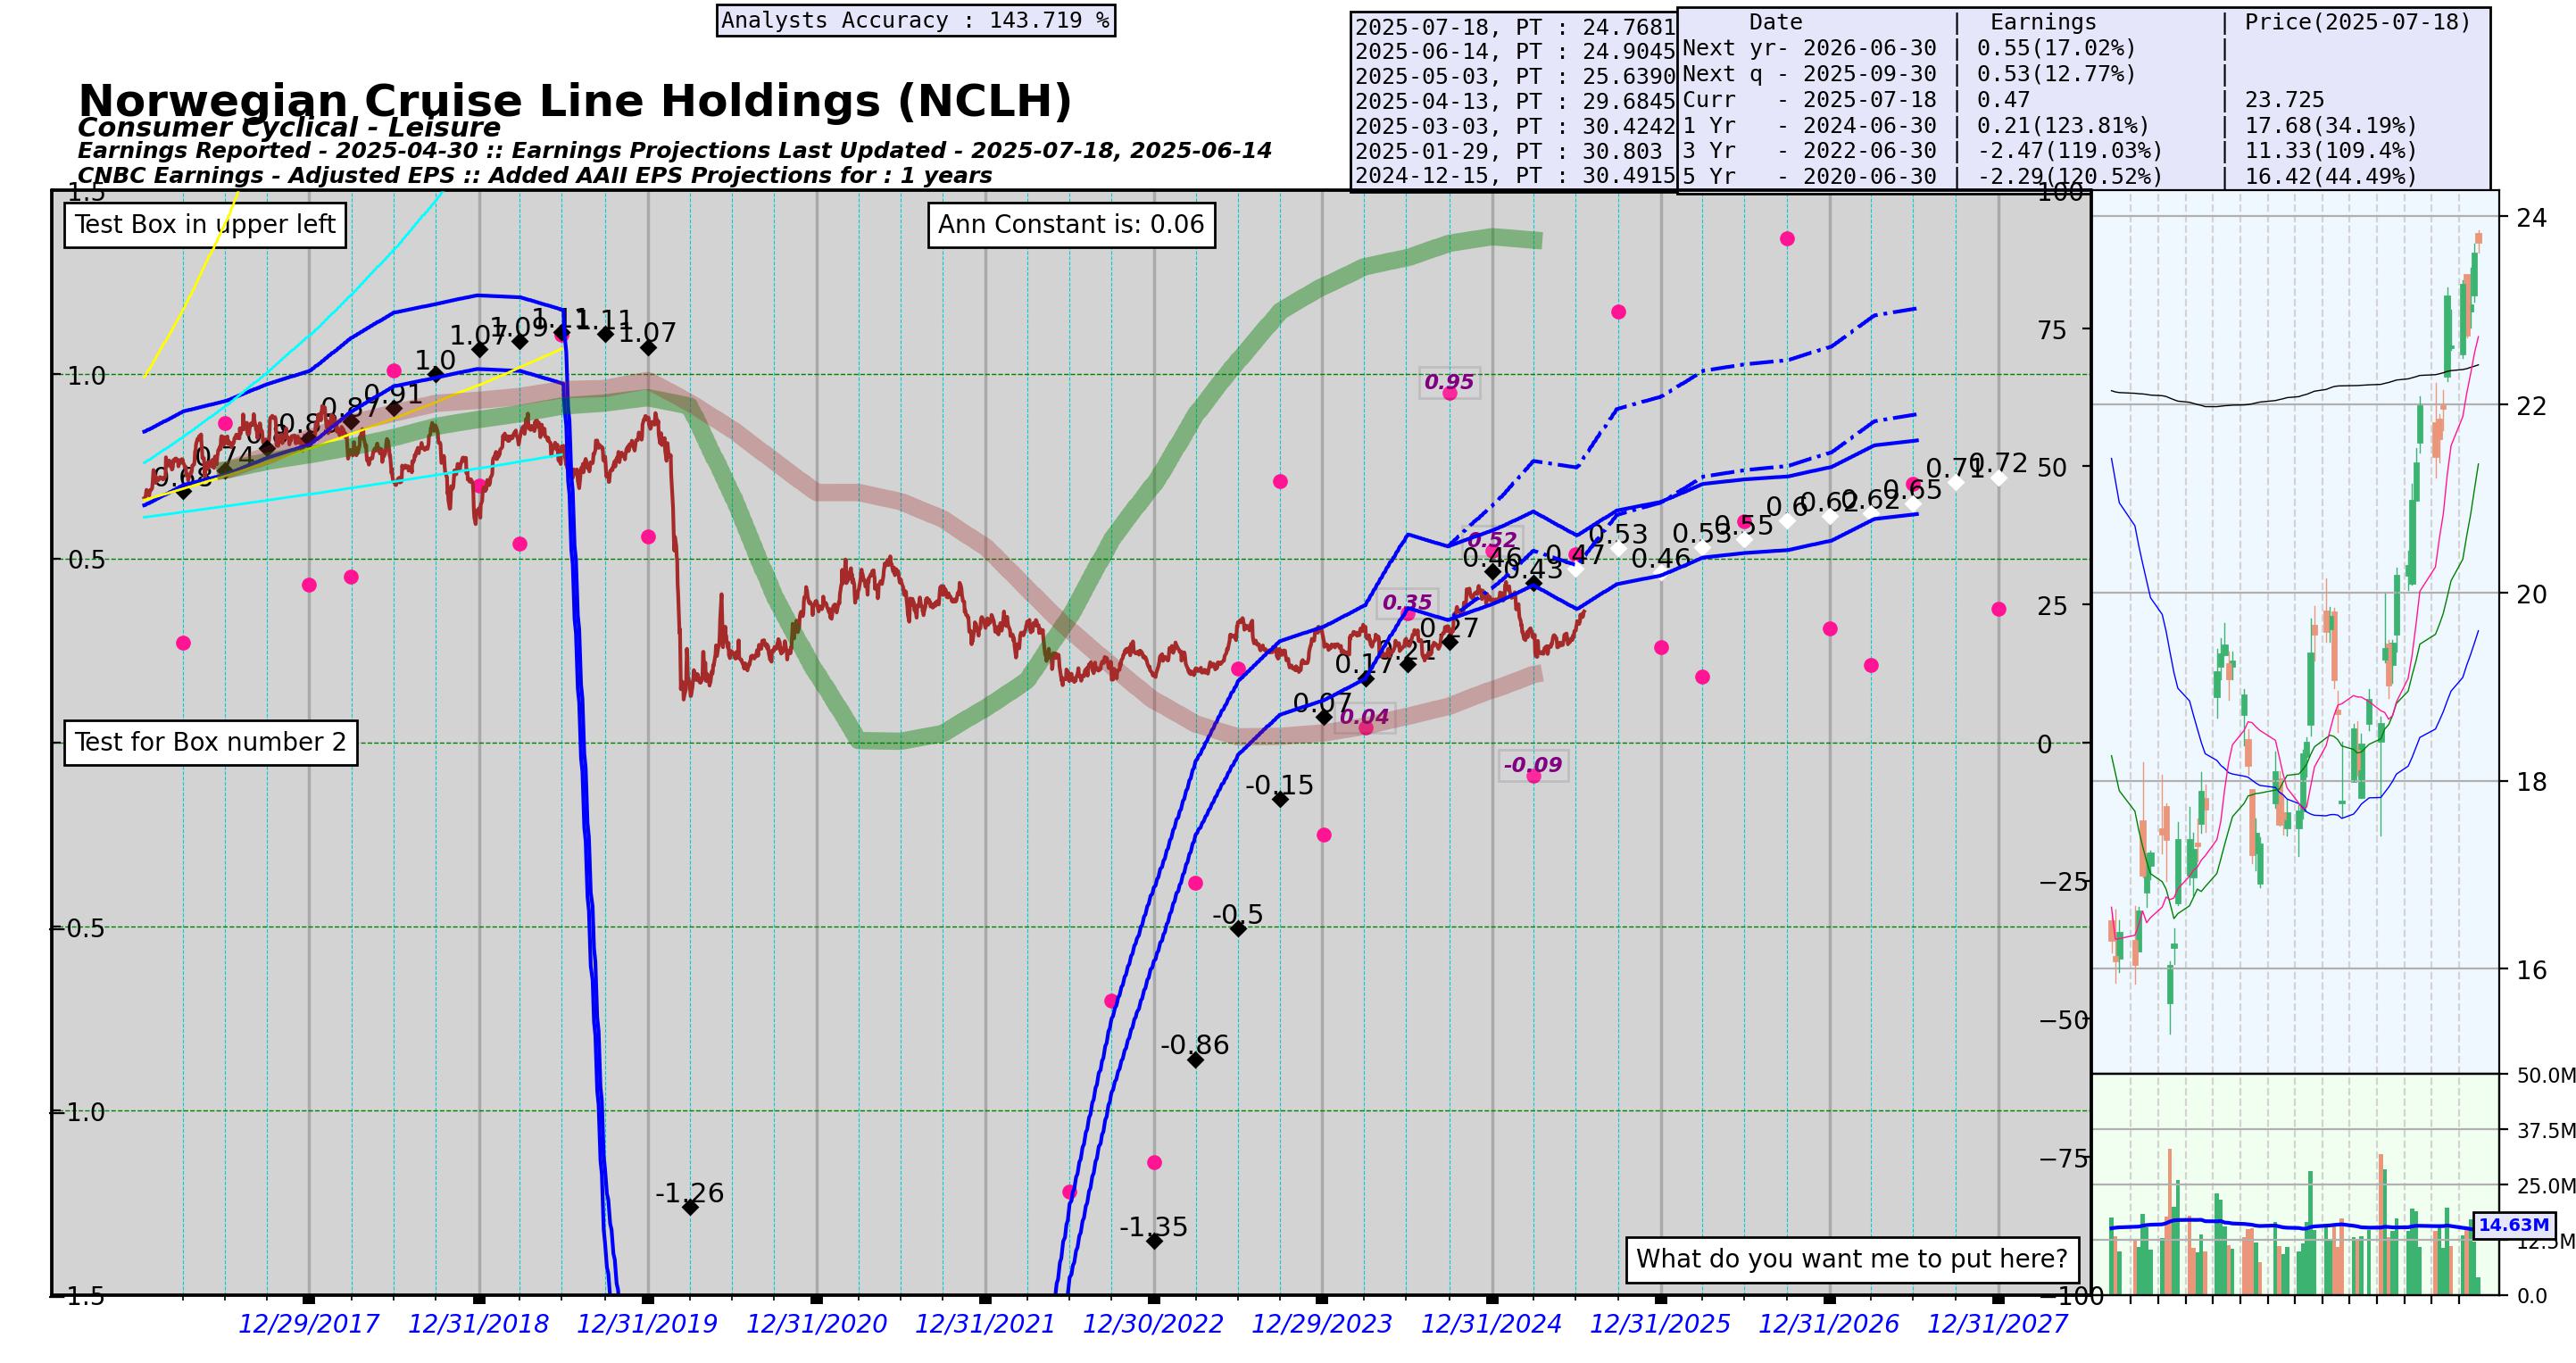 Analysts Accuracy : 143.719 %
2025-07-18, PT : 24.7681
2025-06-14, PT : 24.9045
2025-05-03, PT : 25.6390
2025-04-13, PT : 29.6845
2025-03-03, PT : 30.4242
2025-01-29, PT : 30.803
2024-12-15, PT : 30.4915
Date | Earnings | Price(2025-07-18)
Next yr- 2026-06-30 | 0.55(17.02%) |
Next q - 2025-09-30 | 0.53(12.77%) |
Curr - 2025-07-18 | 0.47 | 23.725
1 Yr - 2024-06-30 | 0.21(123.81%) | 17.68(34.19%)
3 Yr - 2022-06-30 | -2.47(119.03%) | 11.33(109.4%)
5 Yr - 2020-06-30 | -2.29(120.52%) | 16.42(44.49%)
Norwegian Cruise Line Holdings (NCLH)
Consumer Cyclical - Leisure
Earnings Reported - 2025-04-30 :: Earnings Projections Last Updated - 2025-07-18, 2025-06-14
CNBC Earnings - Adjusted EPS :: Added AAII EPS Projections for : 1 years
Test Box in upper left
Ann Constant is: 0.06
Test for Box number 2
What do you want me to put here?
1.5
1.0
0.5
−0.5
−1.0
−1.5
100
75
50
25
0
−25
−50
−75
−100
24
22
20
18
16
50.0M
37.5M
25.0M
12.5M
0.0
14.63M
0.68
0.74
0.87
0.91
1.0
1.07
1.09
1.11
1.11
1.07
-1.26
-1.35
-0.86
-0.5
-0.15
0.07
0.17
0.21
0.27
0.46
0.43
0.47
0.53
0.46
0.53
0.55
0.6
0.62
0.62
0.65
0.71
0.72
0.04
0.35
0.95
0.52
-0.09
12/29/2017
12/31/2018
12/31/2019
12/31/2020
12/31/2021
12/30/2022
12/29/2023
12/31/2024
12/31/2025
12/31/2026
12/31/2027